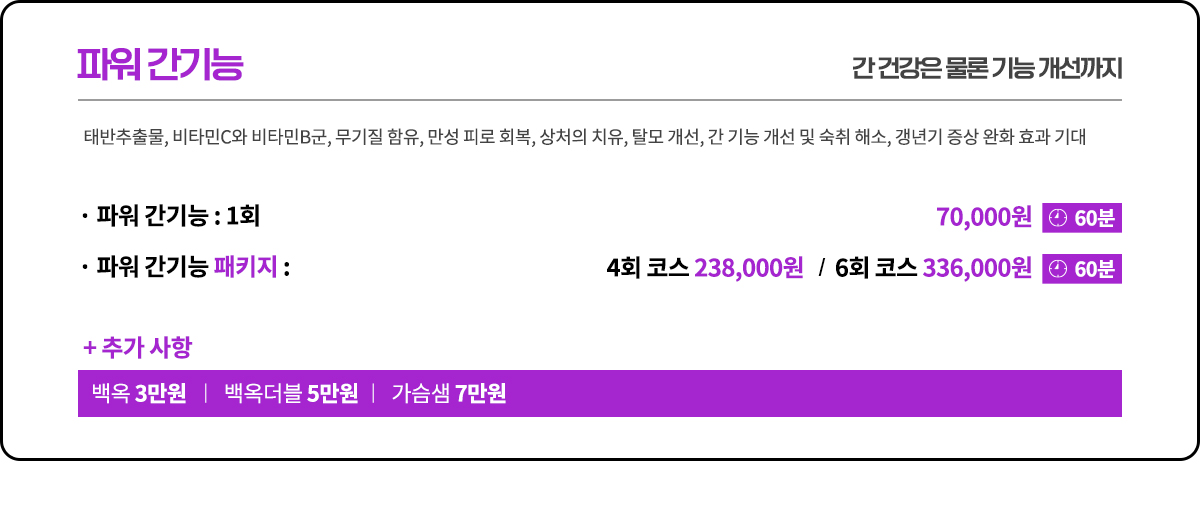 파워 간기능
간 건강은 물론 기능 개선까지
태반추출물, 비타민C와 비타민B군, 무기질 함유, 만성 피로 회복, 상처의 치유, 탈모 개선, 간 기능 개선 및 숙취 해소, 갱년기 증상 완화 효과 기대
· 파워 간기능 : 1회 70,000원 60분
· 파워 간기능 패키지 : 4회 코스 238,000원 / 6회 코스 336,000원 60분
+ 추가 사항
백옥 3만원 | 백옥더블 5만원 | 가슴샘 7만원